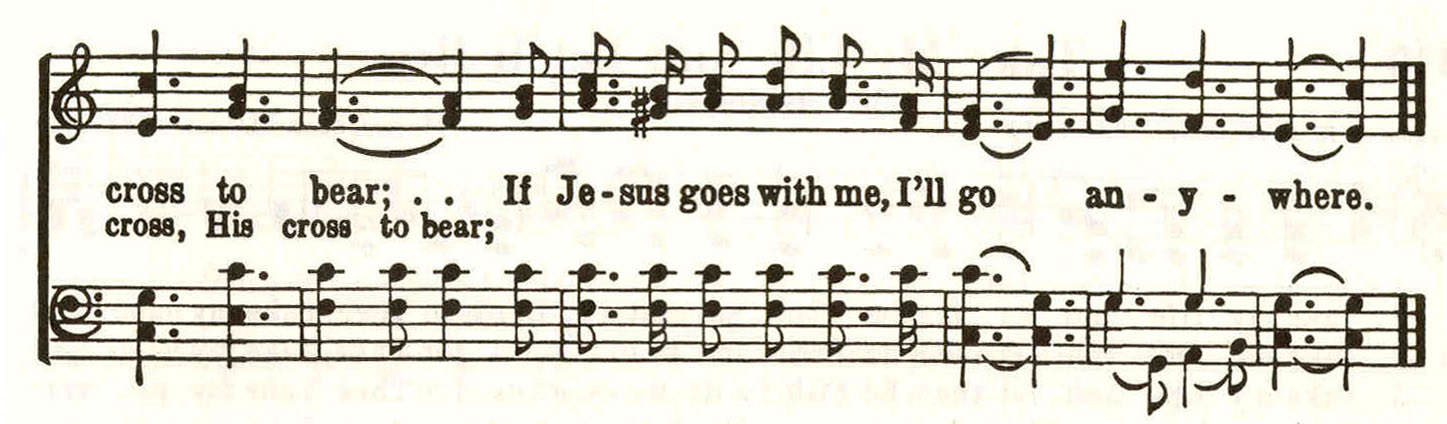 cross to bear; . . If Je - sus goes with me, I'll go an - y - where.
cross, His cross to bear;